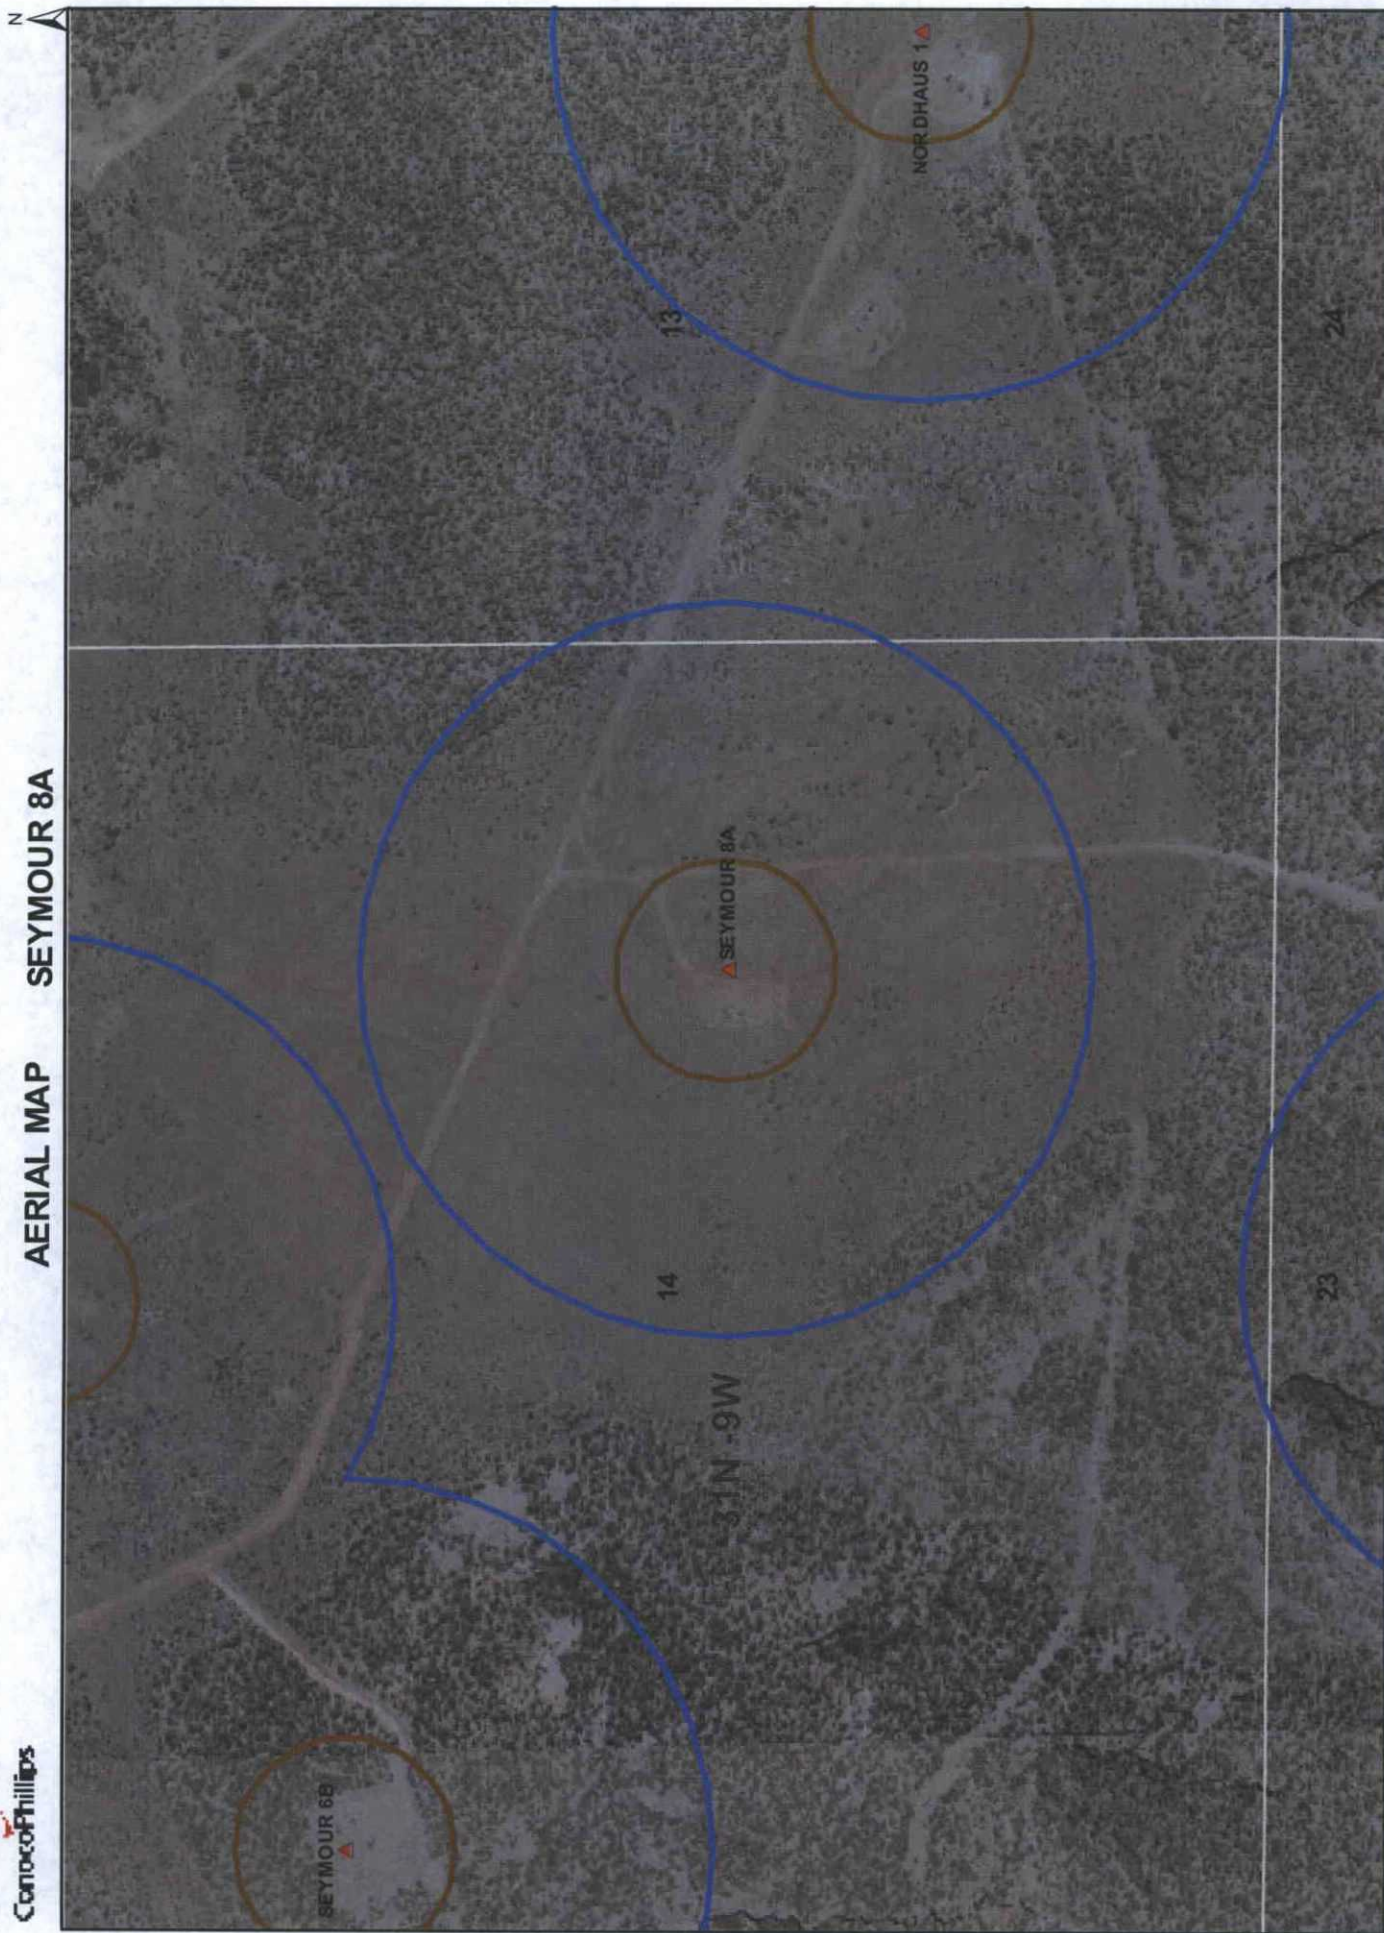 ConocoPhillips
AERIAL MAP SEYMOUR 8A
N
SEYMOUR 6B
SEYMOUR 8A
NORDHAUS 1
13
14
31N -9W
23
24